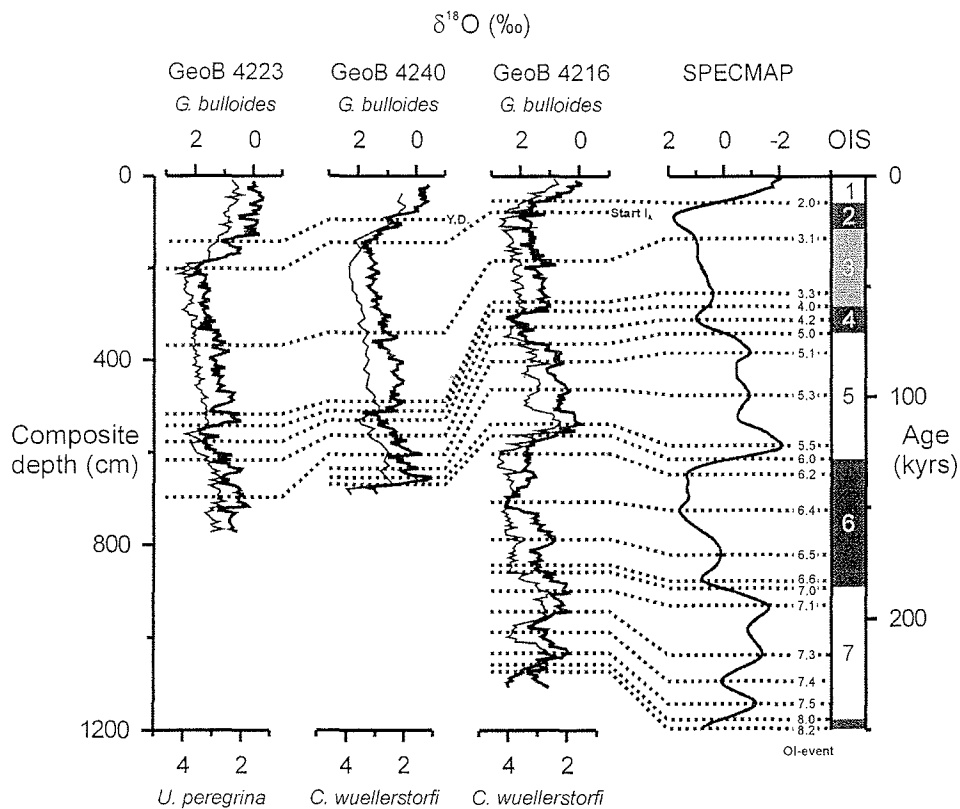 δ¹⁸O (‰)
GeoB 4223 GeoB 4240 GeoB 4216 SPECMAP
G. bulloides G. bulloides G. bulloides
2 0 2 0 2 0 2 0 -2 OIS
0 0
1
2.0
Y.D. Start I_A 2
3.1
3
3.3
4.0
4.2 4
5.0
400 5.1
5.3 5 100
Composite depth (cm) Age (kyrs)
5.5
6.0
6.2
6.4
6
800 6.5
6.6
7.0
7.1
200
7.3 7
7.4
7.5
8.0
1200 8.2
OI-event
4 2 4 2 4 2
U. peregrina C. wuellerstorfi C. wuellerstorfi